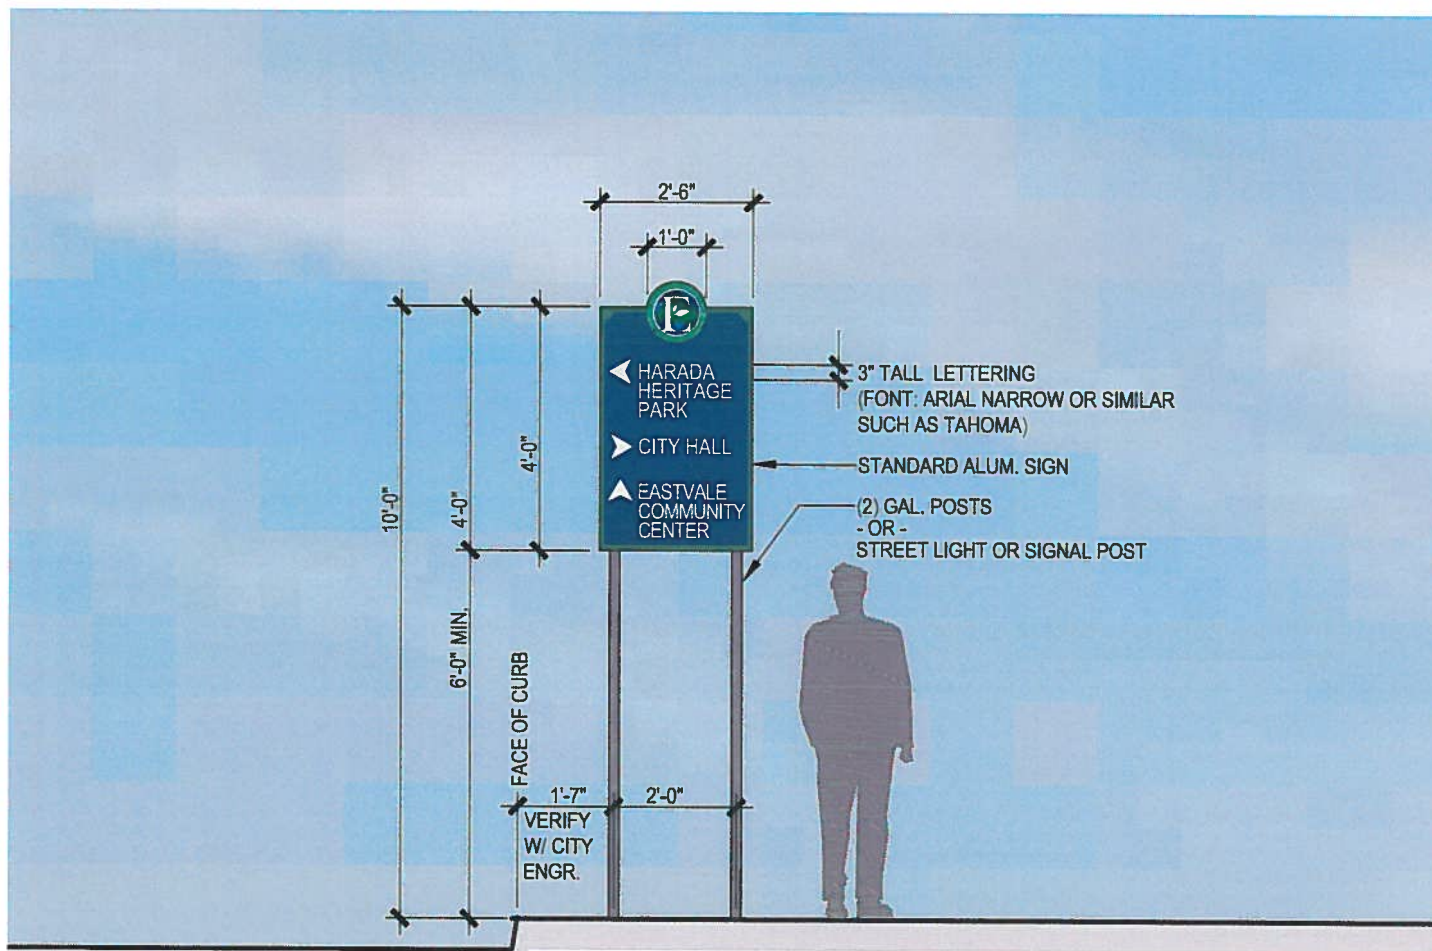 2'-6"
1'-0"
E
HARADA
HERITAGE
PARK
CITY HALL
EASTVALE
COMMUNITY
CENTER
3" TALL LETTERING
(FONT: ARIAL NARROW OR SIMILAR
SUCH AS TAHOMA)
STANDARD ALUM. SIGN
(2) GAL. POSTS
- OR -
STREET LIGHT OR SIGNAL POST
10'-0"
4'-0"
4'-0"
6'-0" MIN.
FACE OF CURB
1'-7"
2'-0"
VERIFY
W/ CITY
ENGR.